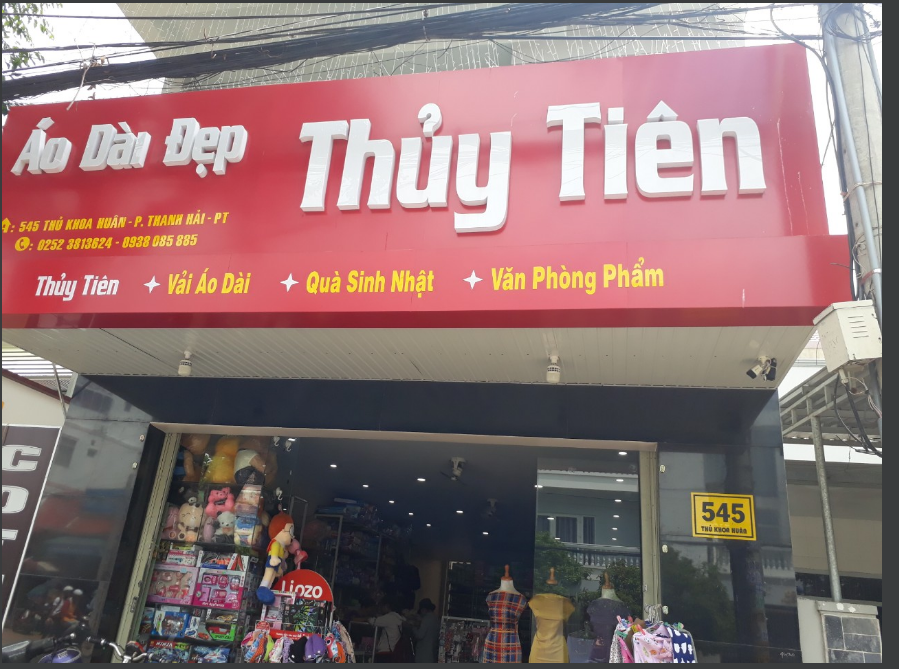 Áo Dài Đẹp
Thủy Tiên
: 545 THỦ KHOA HUÂN - P. THANH HẢI - PT
: 0252 3813624 - 0938 085 885
Thủy Tiên Vải Áo Dài Quà Sinh Nhật Văn Phòng Phẩm
545
THỦ KHOA HUÂN